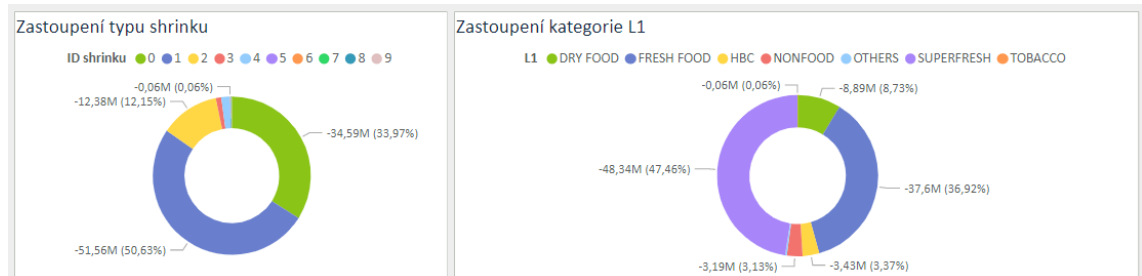 Zastoupení typu shrinku
ID shrinku 0 1 2 3 4 5 6 7 8 9
-0,06M (0,06%)
-12,38M (12,15%)
-34,59M (33,97%)
-51,56M (50,63%)
Zastoupení kategorie L1
L1 DRY FOOD FRESH FOOD HBC NONFOOD OTHERS SUPERFRESH TOBACCO
-0,06M (0,06%)
-8,89M (8,73%)
-48,34M (47,46%)
-37,6M (36,92%)
-3,19M (3,13%)
-3,43M (3,37%)